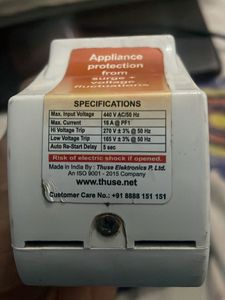 Appliance
protection
from
surge +
voltage
fluctuations
SPECIFICATIONS
Max. Input Voltage 440 V AC/50 Hz
Max. Current 16 A @ PF1
Hi Voltage Trip 270 V ± 3% @ 50 Hz
Low Voltage Trip 165 V ± 3% @ 50 Hz
Auto Re-Start Delay 5 sec
Risk of electric shock if opened.
Made in India By : Thuse Elektronics P. Ltd.
An ISO 9001 - 2015 Company
www.thuse.net
Customer Care No.: +91 8888 151 151